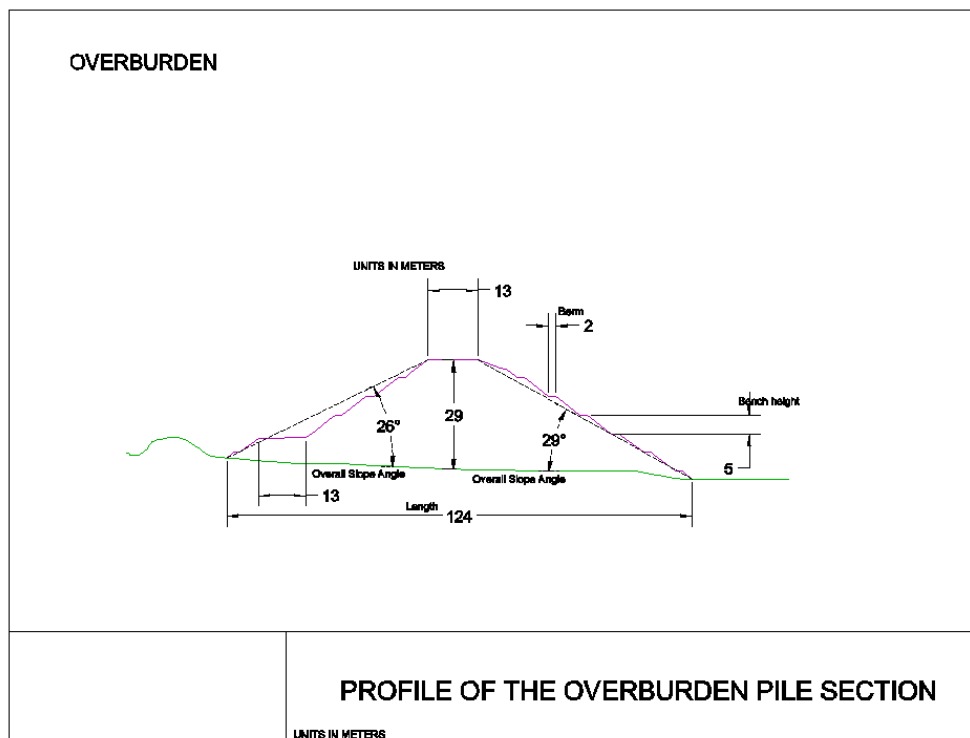 OVERBURDEN
UNITS IN METERS
13
Berm
2
Bench height
29
26°
29°
5
Overall Slope Angle
Overall Slope Angle
13
Length
124
PROFILE OF THE OVERBURDEN PILE SECTION
UNITS IN METERS